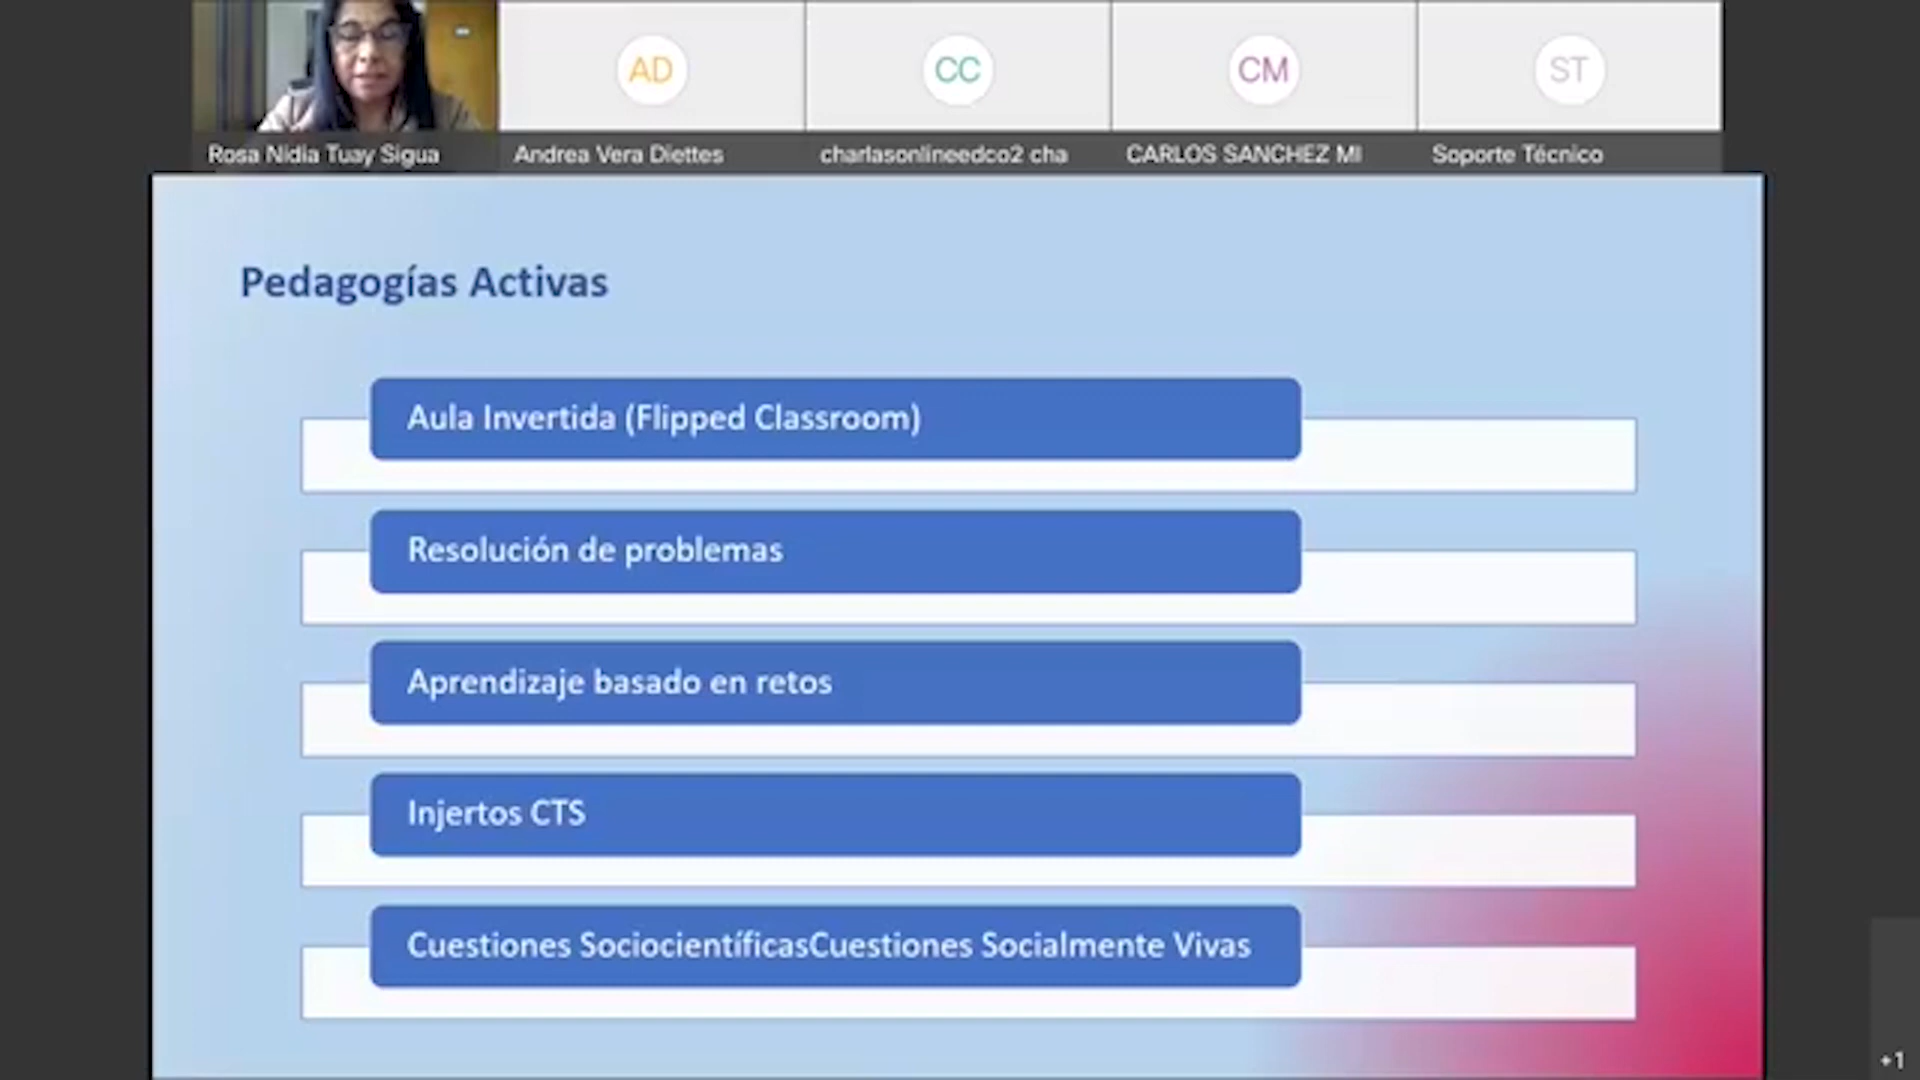 AD
CC
CM
ST
Rosa Nidia Tuay Sigua
Andrea Vera Diettes
charlasonlineedco2 cha
CARLOS SANCHEZ MI
Soporte Técnico
Pedagogías Activas
Aula Invertida (Flipped Classroom)
Resolución de problemas
Aprendizaje basado en retos
Injertos CTS
Cuestiones SociocientíficasCuestiones Socialmente Vivas
+1